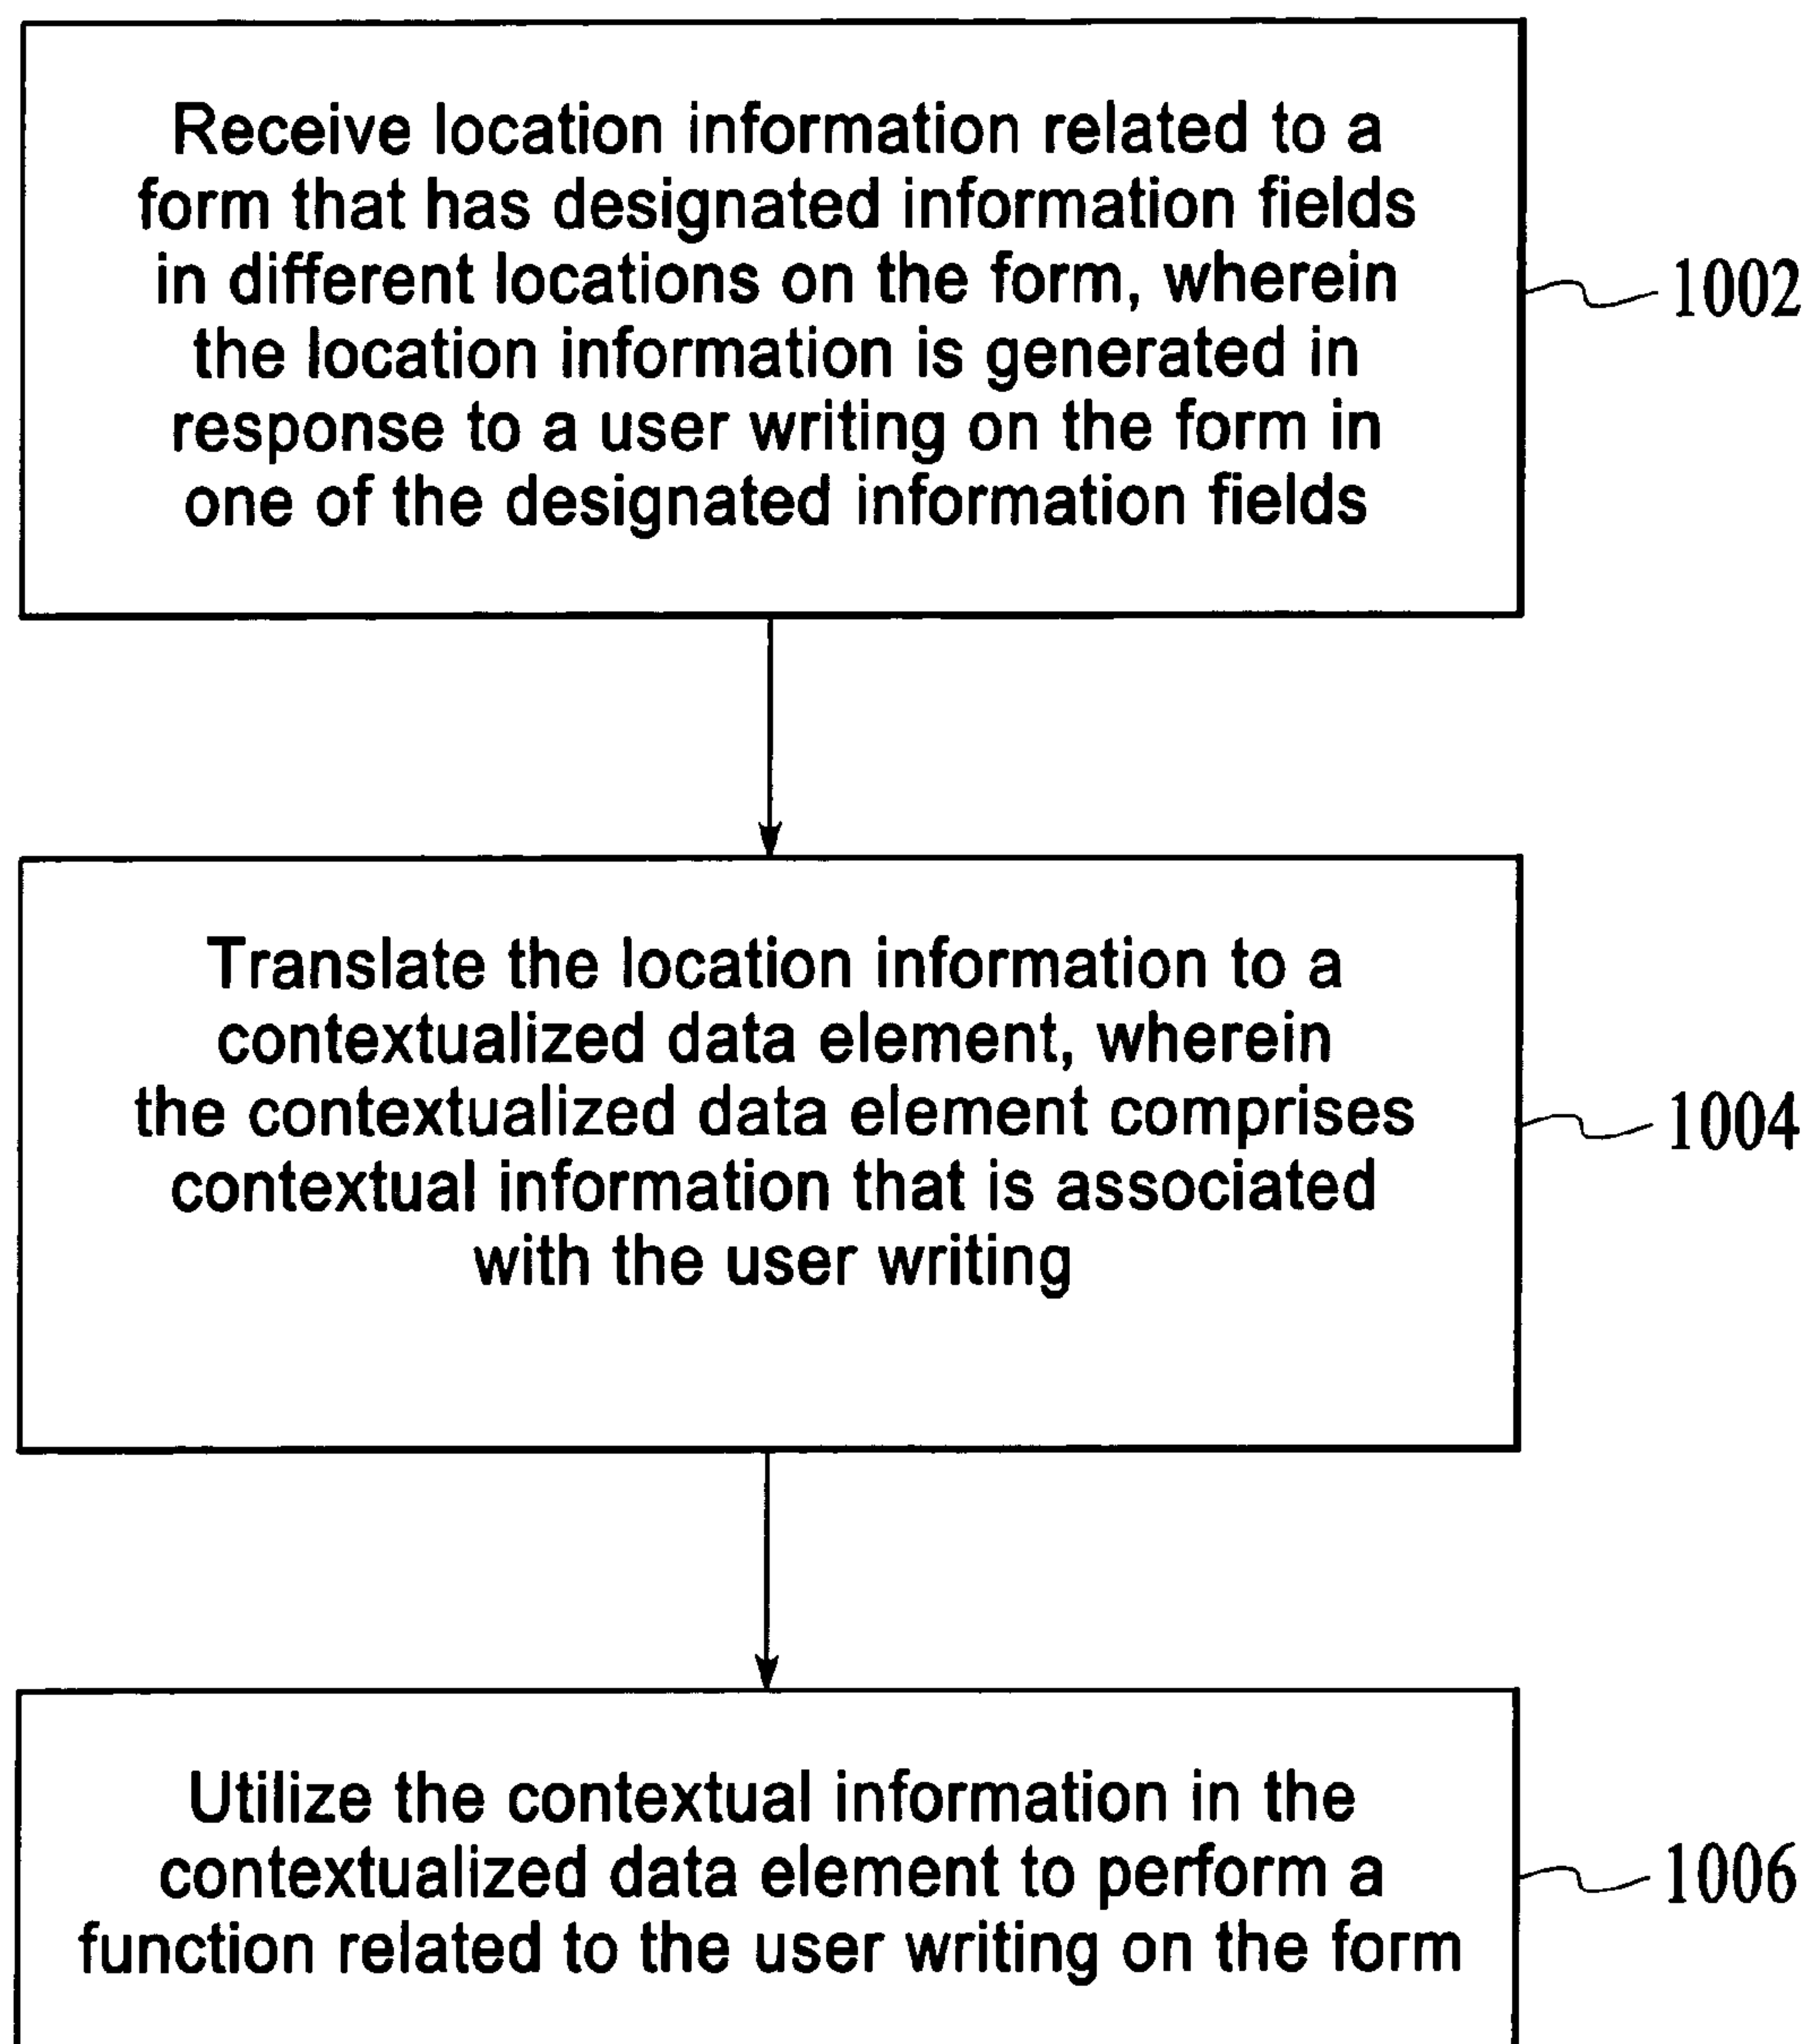 Receive location information related to a
form that has designated information fields
in different locations on the form, wherein
the location information is generated in
response to a user writing on the form in
one of the designated information fields
1002
Translate the location information to a
contextualized data element, wherein
the contextualized data element comprises
contextual information that is associated
with the user writing
1004
Utilize the contextual information in the
contextualized data element to perform a
function related to the user writing on the form
1006